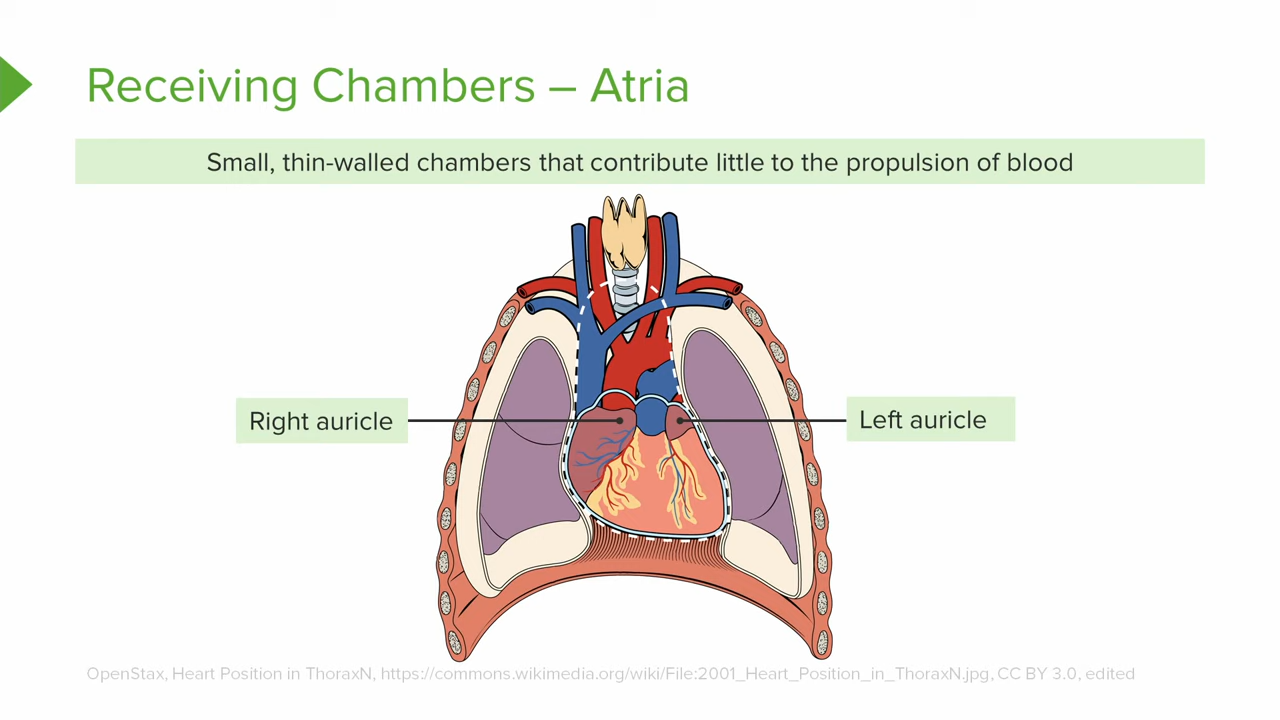 Receiving Chambers – Atria
Small, thin-walled chambers that contribute little to the propulsion of blood
Right auricle
Left auricle
OpenStax, Heart Position in ThoraxN, https://commons.wikimedia.org/wiki/File:2001_Heart_Position_in_ThoraxN.jpg, CC BY 3.0, edited